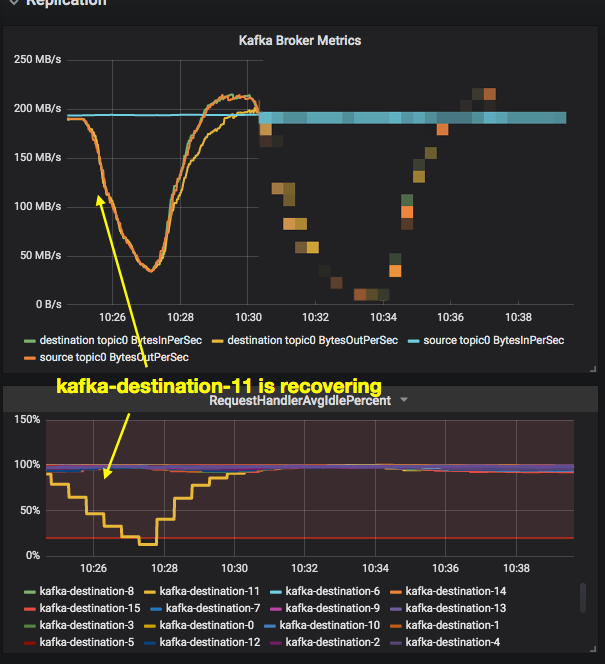 Replication
Kafka Broker Metrics
250 MB/s
200 MB/s
150 MB/s
100 MB/s
50 MB/s
0 B/s
10:26 10:28 10:30 10:32 10:34 10:36 10:38
destination topic0 BytesInPerSec destination topic0 BytesOutPerSec source topic0 BytesInPerSec
source topic0 BytesOutPerSec
kafka-destination-11 is recovering
RequestHandlerAvgIdlePercent
150%
100%
50%
0%
10:26 10:28 10:30 10:32 10:34 10:36 10:38
kafka-destination-8 kafka-destination-11 kafka-destination-6 kafka-destination-14
kafka-destination-15 kafka-destination-7 kafka-destination-9 kafka-destination-13
kafka-destination-3 kafka-destination-0 kafka-destination-10 kafka-destination-1
kafka-destination-5 kafka-destination-12 kafka-destination-2 kafka-destination-4